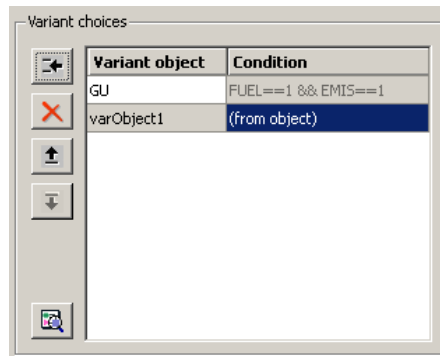 Variant choices
Variant object Condition
GU FUEL==1 && EMIS==1
varObject1 (from object)